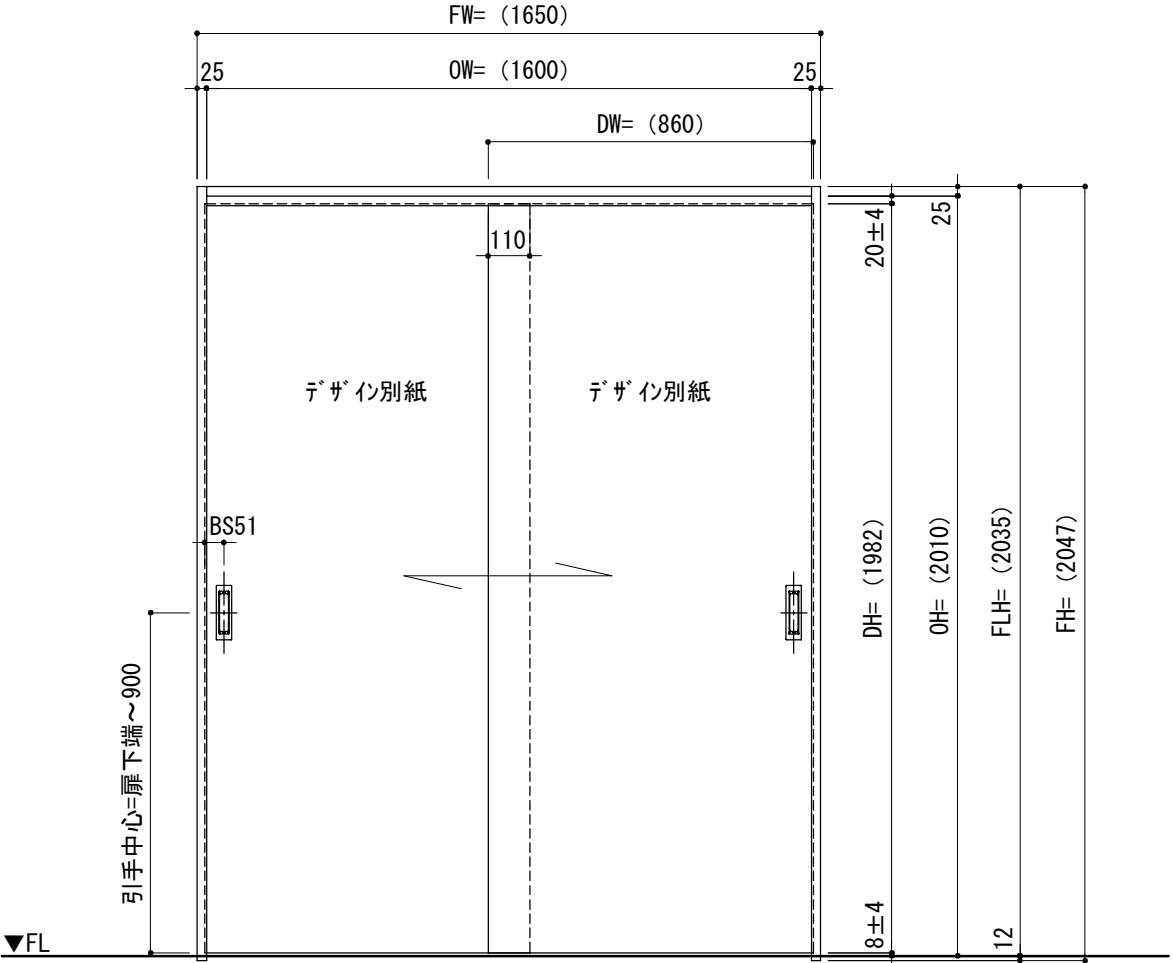 FW= (1650)
25
OW= (1600)
25
DW= (860)
110
20±4
25
デザイン別紙
デザイン別紙
BS51
DH= (1982)
OH= (2010)
FLH= (2035)
FH= (2047)
引手中心=扉下端~900
8±4
12
▼FL